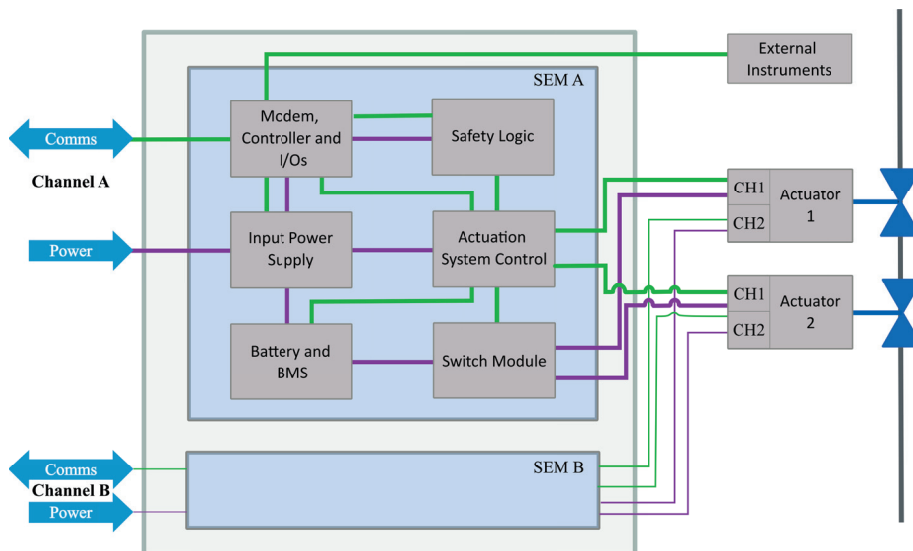 External
Instruments
SEM A
Mcdem,
Controller and
I/Os
Safety Logic
Comms
Channel A
Power
Input Power
Supply
Actuation
System Control
Battery and
BMS
Switch Module
CH1
CH2
Actuator
1
CH1
CH2
Actuator
2
SEM B
Comms
Channel B
Power